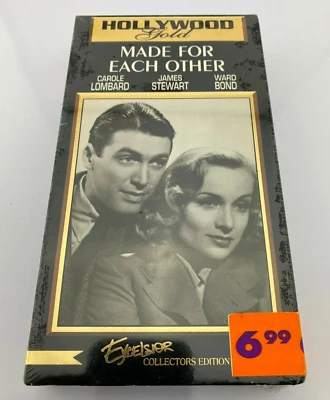 HOLLYWOOD
Gold
MADE FOR
EACH OTHER
CAROLE JAMES WARD
LOMBARD STEWART BOND
EXCELSIOR
COLLECTORS EDITION
6.99